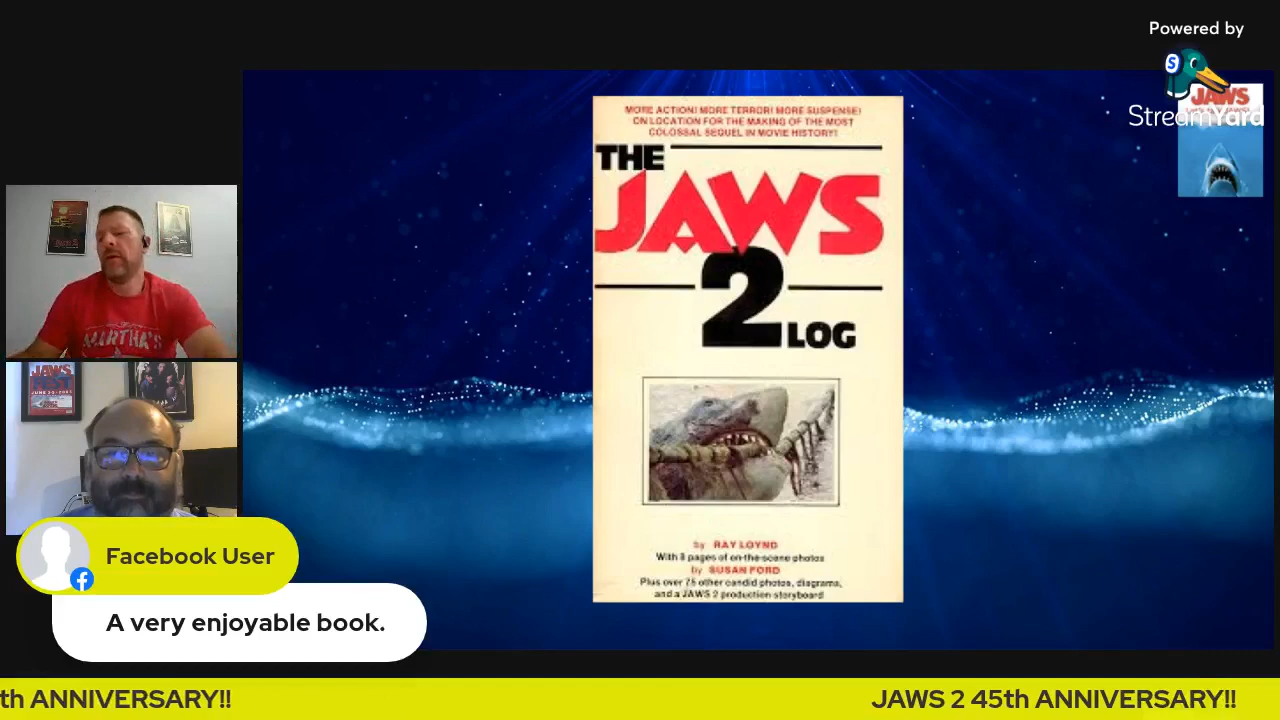 Powered by
StreamYard
JAWS
MORE ACTION! MORE TERROR! MORE SUSPENSE!
ON LOCATION FOR THE MAKING OF THE MOST
COLOSSAL SEQUEL IN MOVIE HISTORY!
THE
JAWS
2 LOG
by RAY LOYND
With 8 pages of on-the-scene photos
by SUSAN FORD
Plus over 75 other candid photos, diagrams,
and a JAWS 2 production storyboard
MARTHA'S
JAWS
Facebook User
A very enjoyable book.
th ANNIVERSARY!!
JAWS 2 45th ANNIVERSARY!!